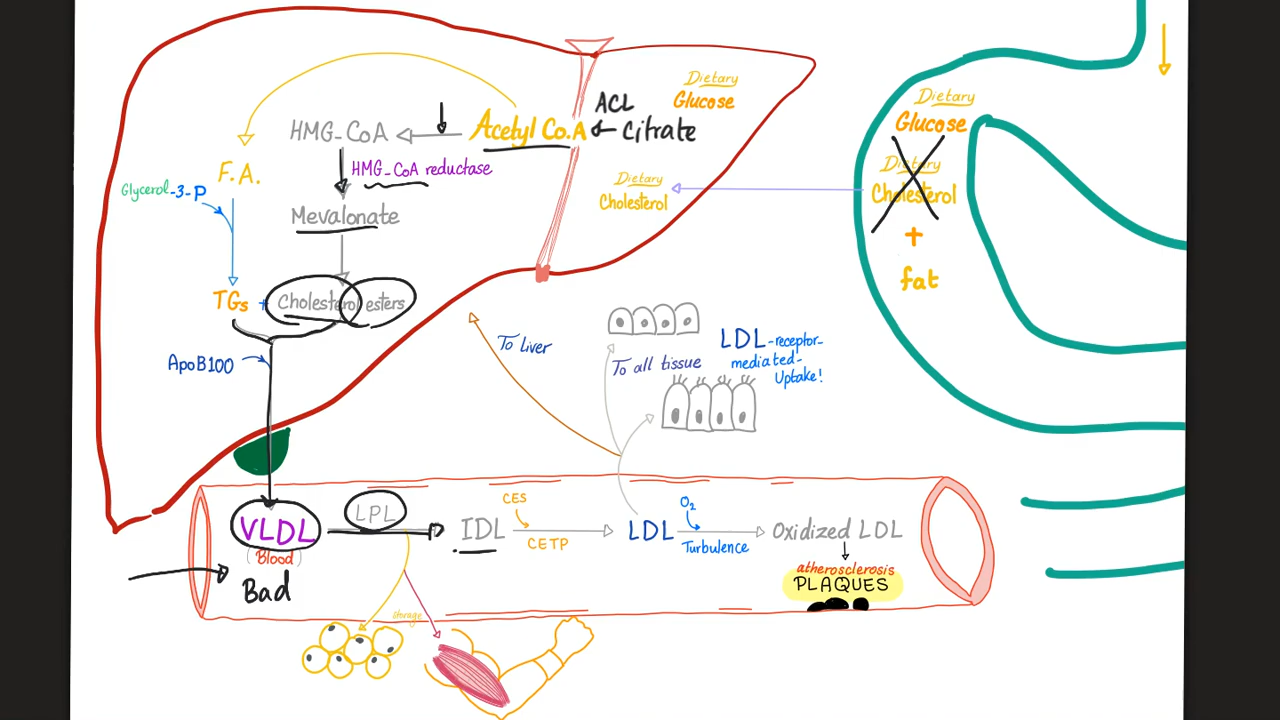 Dietary
Glucose
ACL
HMG-CoA
Acetyl Co.A
Citrate
HMG-CoA reductase
F.A.
Glycerol-3-P
Mevalonate
Dietary
Cholesterol
TGs + Cholesterol esters
ApoB100
Dietary
Glucose
Dietary
Cholesterol
+
fat
To liver
To all tissue
LDL-receptor-
mediated-
Uptake!
VLDL
(Blood)
Bad
LPL
IDL
CES
CETP
LDL
O₂
Turbulence
Oxidized LDL
atherosclerosis
PLAQUES
storage